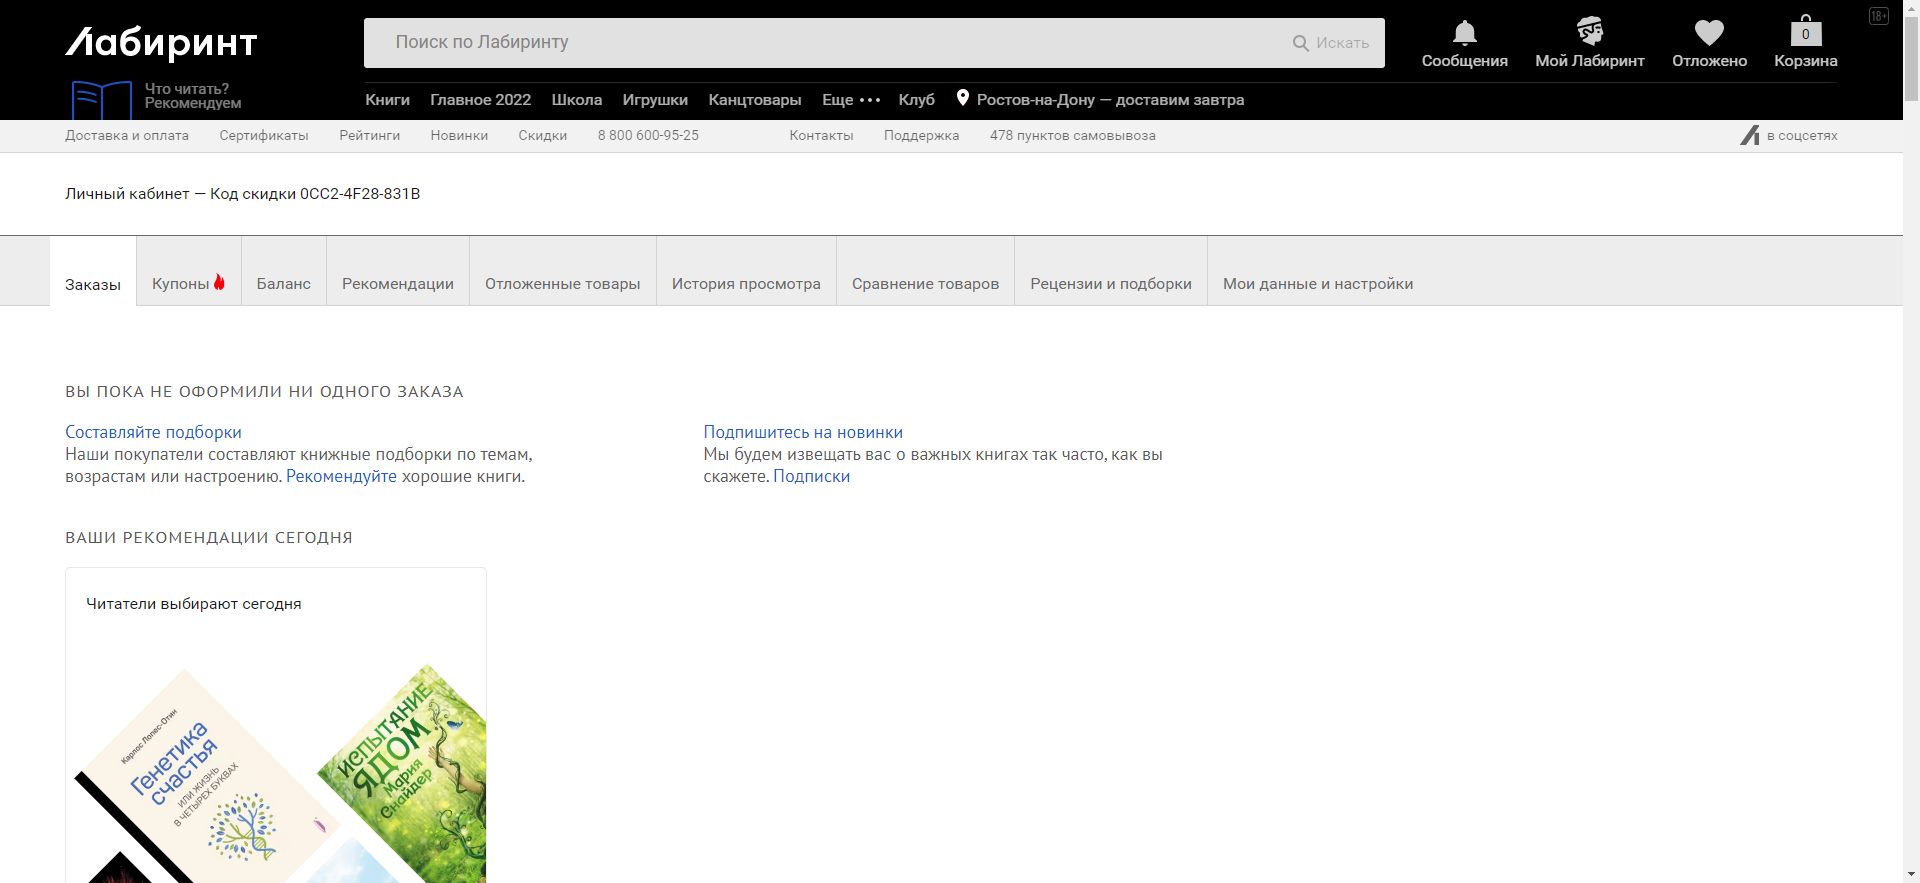 Лабиринт
Поиск по Лабиринту
Искать
Сообщения
Мой Лабиринт
Отложено
0
Корзина
18+
Что читать?
Рекомендуем
Книги Главное 2022 Школа Игрушки Канцтовары Еще ••• Клуб Ростов-на-Дону — доставим завтра
Доставка и оплата Сертификаты Рейтинги Новинки Скидки 8 800 600-95-25 Контакты Поддержка 478 пунктов самовывоза в соцсетях
Личный кабинет — Код скидки 0CC2-4F28-831B
Заказы Купоны Баланс Рекомендации Отложенные товары История просмотра Сравнение товаров Рецензии и подборки Мои данные и настройки
ВЫ ПОКА НЕ ОФОРМИЛИ НИ ОДНОГО ЗАКАЗА
Составляйте подборки
Наши покупатели составляют книжные подборки по темам,
возрастам или настроению. Рекомендуйте хорошие книги.
Подпишитесь на новинки
Мы будем извещать вас о важных книгах так часто, как вы
скажете. Подписки
ВАШИ РЕКОМЕНДАЦИИ СЕГОДНЯ
Читатели выбирают сегодня
Карлос Лопес-Отин
Генетика
счастья
ИЛИ ЖИЗНЬ
В ЧЕТЫРЕХ БУКВАХ
ИСПЫТАНИЕ
ЯДОМ
Мария
Снайдер